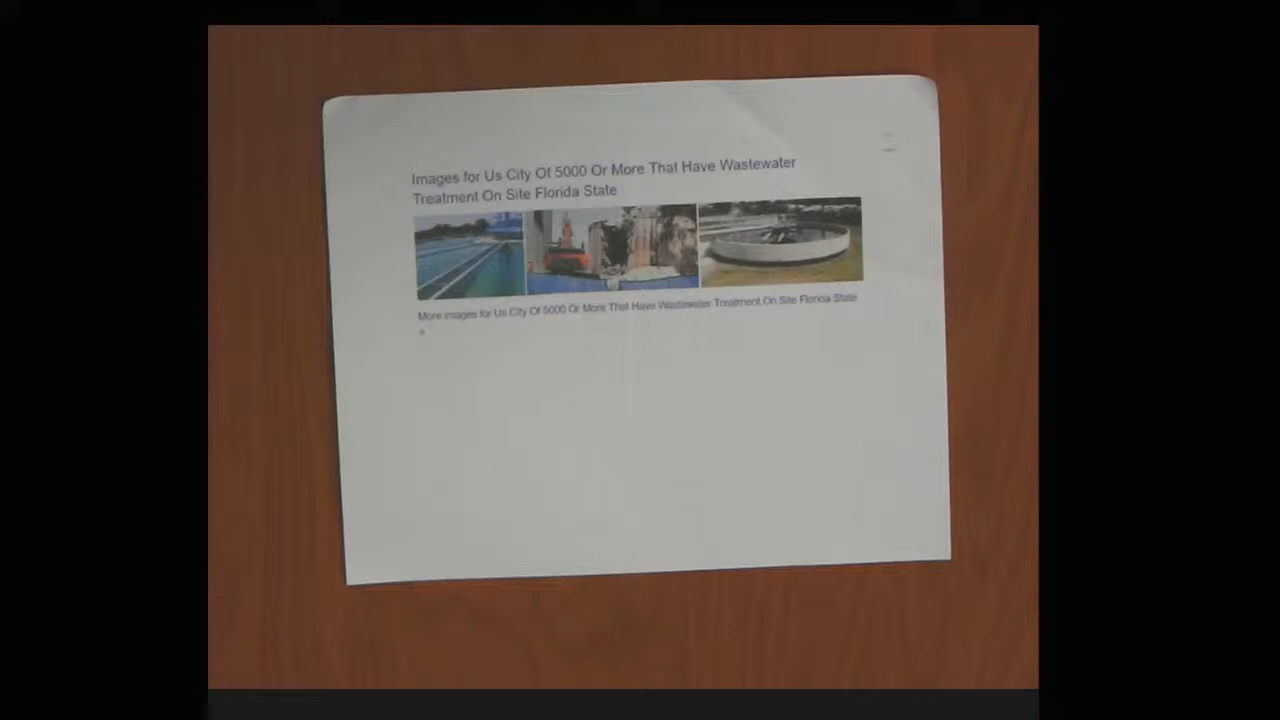 Images for Us City Of 5000 Or More That Have Wastewater
Treatment On Site Florida State
More images for Us City Of 5000 Or More That Have Wastewater Treatment On Site Florida State